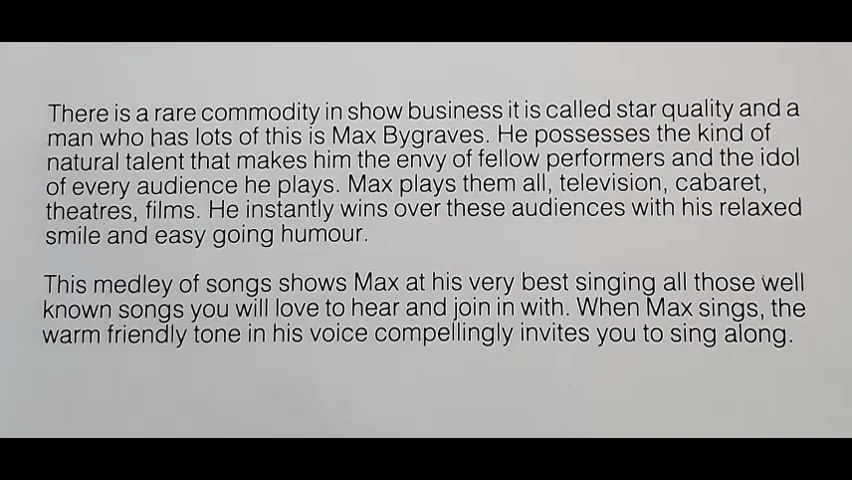 There is a rare commodity in show business it is called star quality and a
man who has lots of this is Max Bygraves. He possesses the kind of
natural talent that makes him the envy of fellow performers and the idol
of every audience he plays. Max plays them all, television, cabaret,
theatres, films. He instantly wins over these audiences with his relaxed
smile and easy going humour.
This medley of songs shows Max at his very best singing all those well
known songs you will love to hear and join in with. When Max sings, the
warm friendly tone in his voice compellingly invites you to sing along.